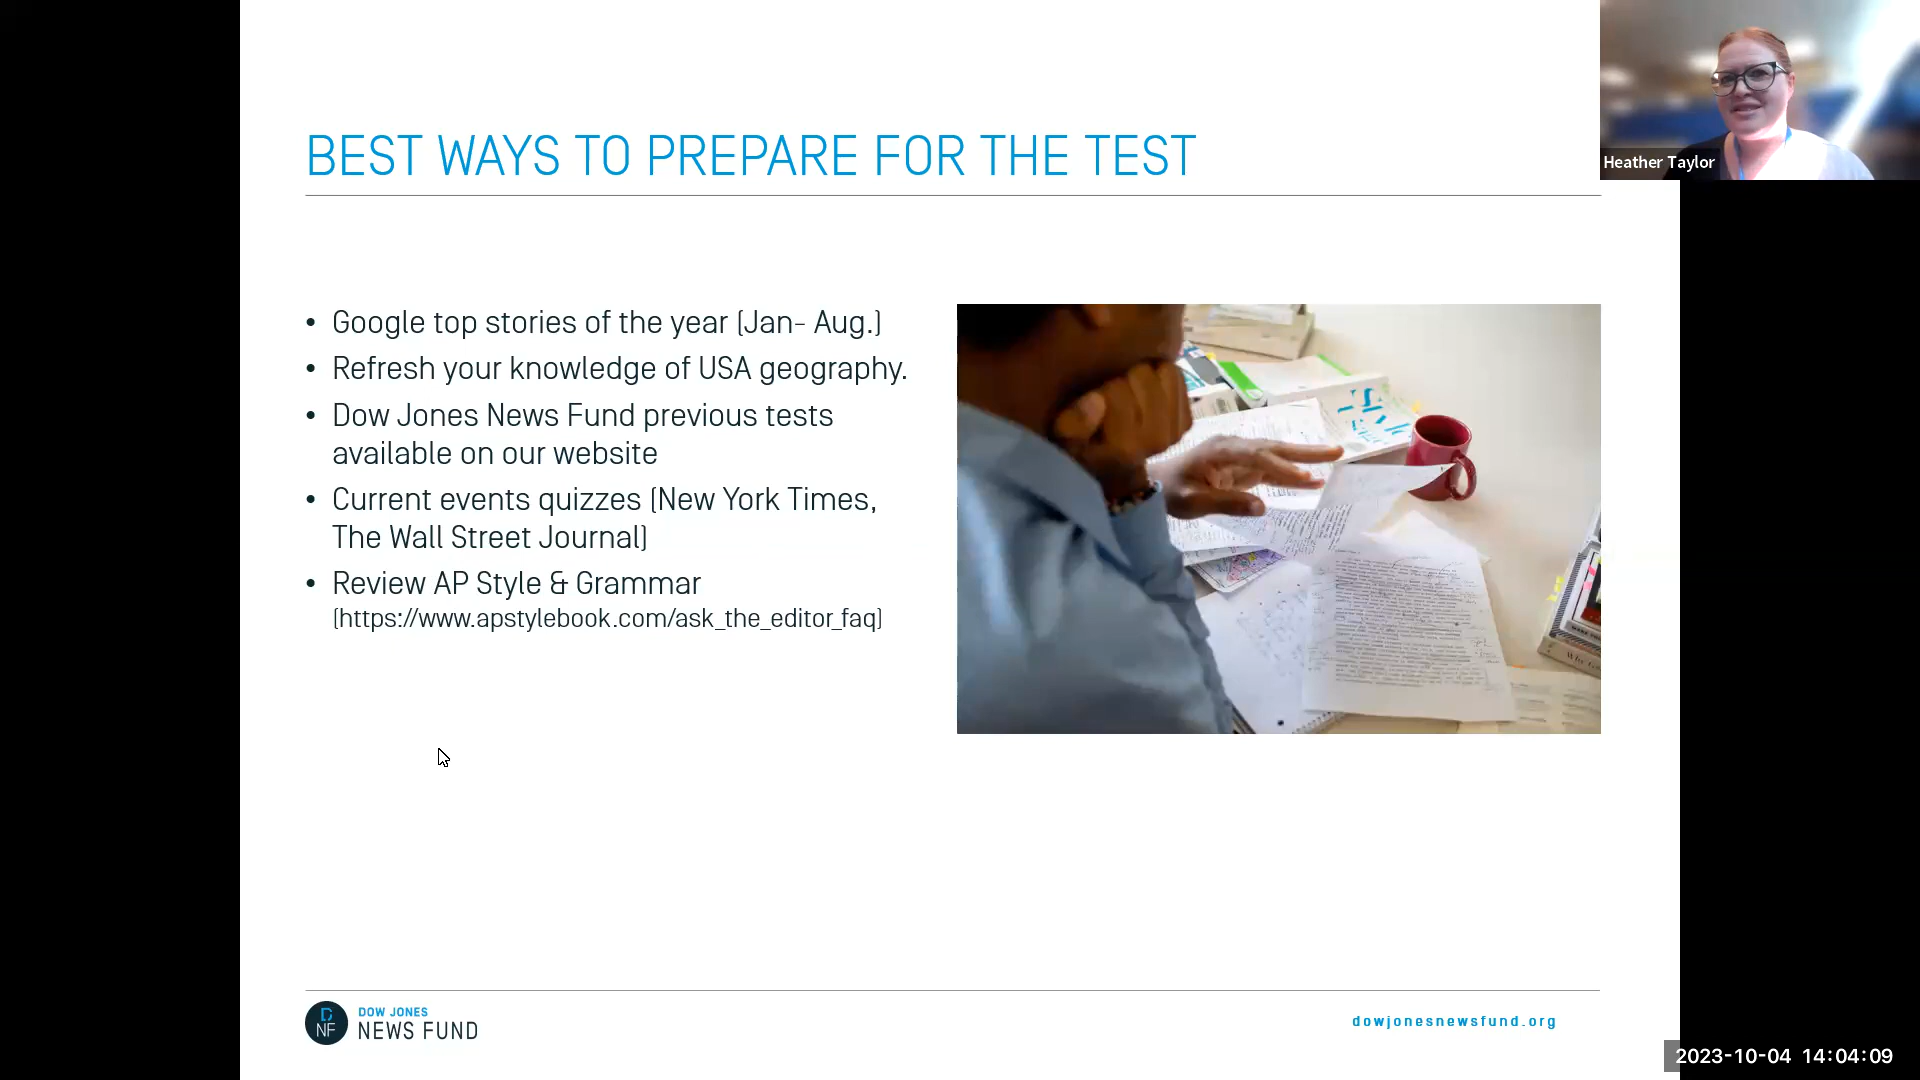 BEST WAYS TO PREPARE FOR THE TEST
Heather Taylor
• Google top stories of the year (Jan- Aug.)
• Refresh your knowledge of USA geography.
• Dow Jones News Fund previous tests
available on our website
• Current events quizzes (New York Times,
The Wall Street Journal)
• Review AP Style & Grammar
(https://www.apstylebook.com/ask_the_editor_faq)
D
NF
DOW JONES
NEWS FUND
dowjonesnewsfund.org
2023-10-04 14:04:09